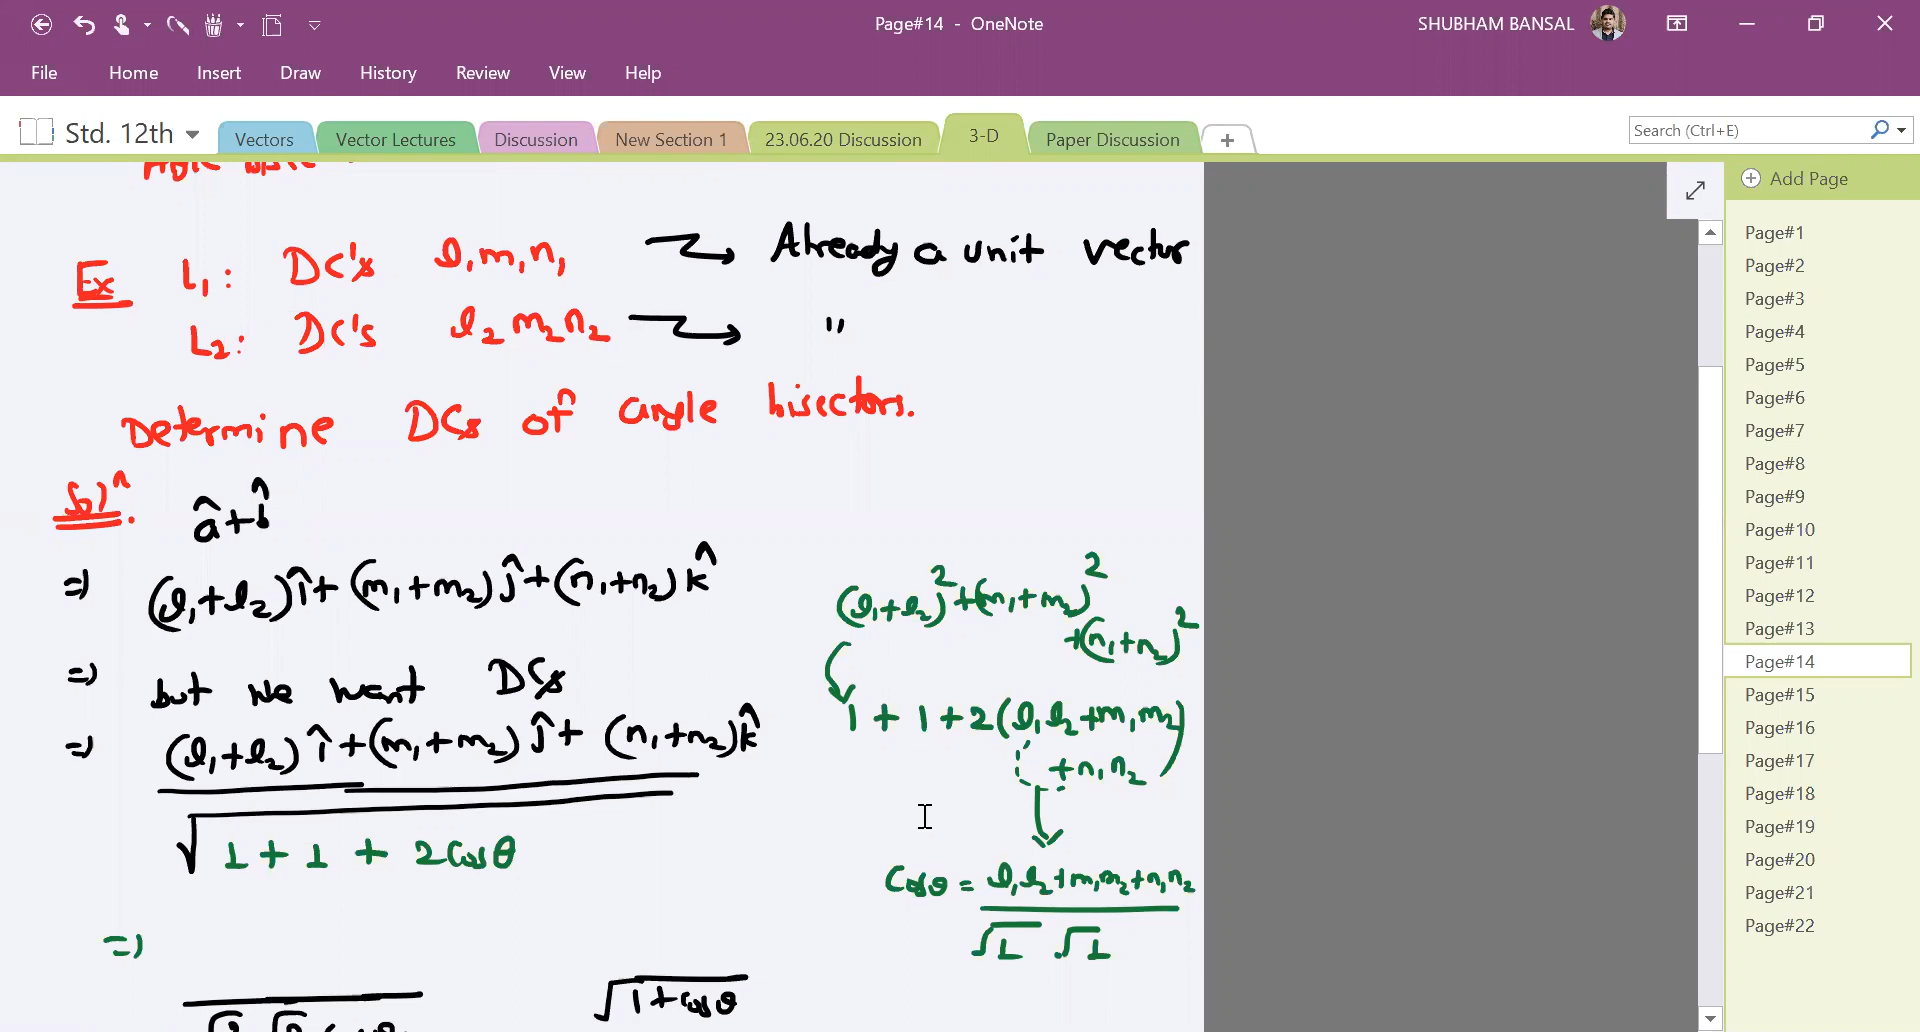 Page#14 - OneNote
SHUBHAM BANSAL
File Home Insert Draw History Review View Help
Std. 12th
Vectors
Vector Lectures
Discussion
New Section 1
23.06.20 Discussion
3-D
Paper Discussion
Search (Ctrl+E)
Ex L₁: DC's l₁m₁n₁ Already a unit vector
L₂: DC's l₂m₂n₂ "
Determine DCs of angle bisectors.
Solⁿ. â+b̂
=) (l₁+l₂)î+(m₁+m₂)ĵ+(n₁+n₂)k̂
=) but we want DCs
=) (l₁+l₂)î+(m₁+m₂)ĵ+(n₁+n₂)k̂
√1+1+2cosθ
=)
√1+cosθ
(l₁+l₂)²+(m₁+m₂)²
+(n₁+n₂)²
1+1+2(l₁l₂+m₁m₂
+n₁n₂)
Cosθ = l₁l₂+m₁m₂+n₁n₂
√1 √1
Add Page
Page#1
Page#2
Page#3
Page#4
Page#5
Page#6
Page#7
Page#8
Page#9
Page#10
Page#11
Page#12
Page#13
Page#14
Page#15
Page#16
Page#17
Page#18
Page#19
Page#20
Page#21
Page#22